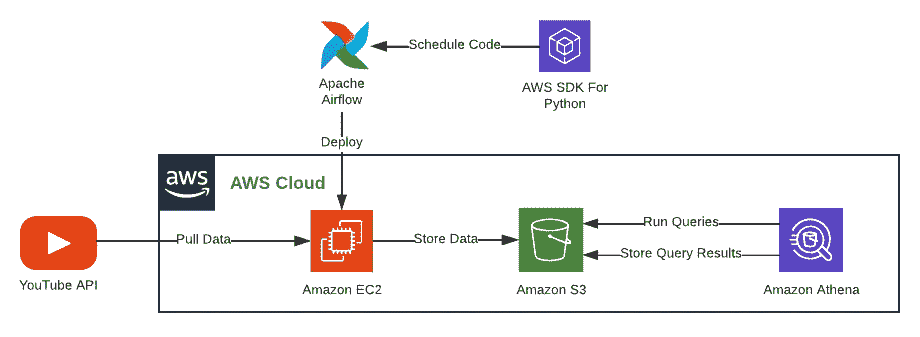 Schedule Code
Apache
Airflow
AWS SDK For
Python
Deploy
aws
AWS Cloud
Pull Data
Store Data
Run Queries
Store Query Results
YouTube API
Amazon EC2
Amazon S3
Amazon Athena